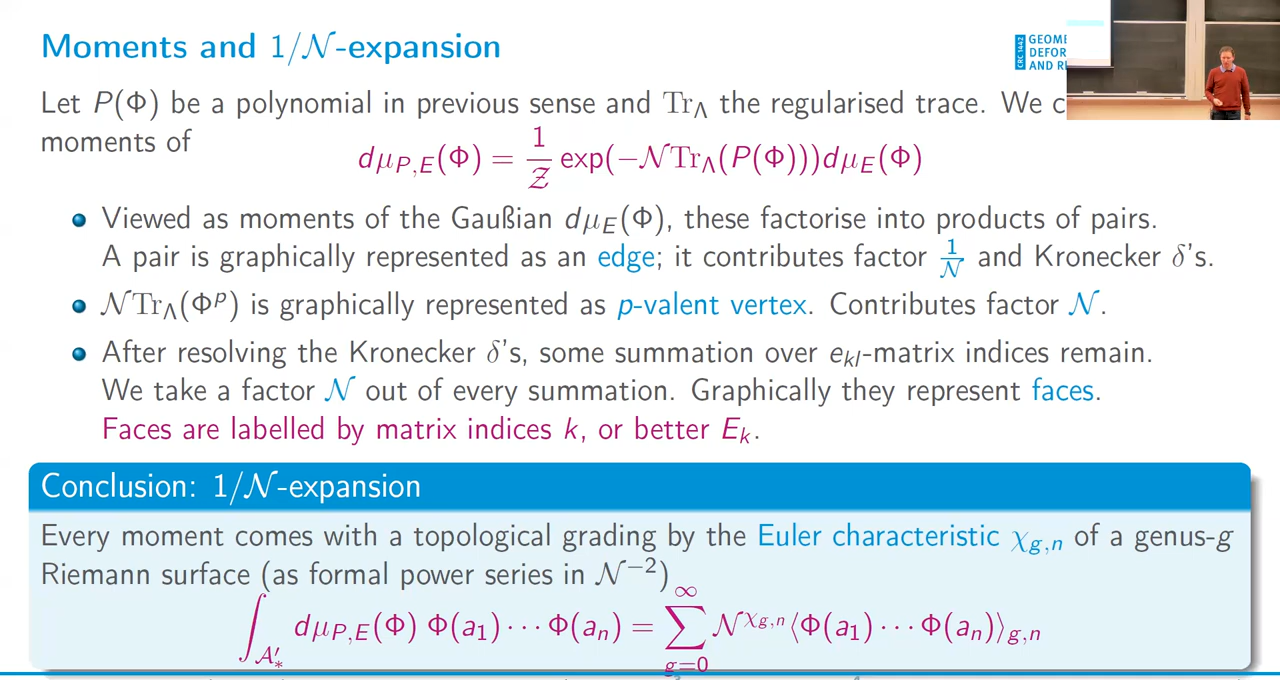 Moments and 1/𝒩-expansion
CRC 1442
GEOME
DEFOR
AND RI
Let P(Φ) be a polynomial in previous sense and Tr_Λ the regularised trace. We c
moments of
dμ_{P,E}(Φ) = 1/𝒵 exp(−𝒩Tr_Λ(P(Φ)))dμ_E(Φ)
Viewed as moments of the Gaußian dμ_E(Φ), these factorise into products of pairs.
A pair is graphically represented as an edge; it contributes factor 1/𝒩 and Kronecker δ's.
𝒩Tr_Λ(Φ^p) is graphically represented as p-valent vertex. Contributes factor 𝒩.
After resolving the Kronecker δ's, some summation over e_{kl}-matrix indices remain.
We take a factor 𝒩 out of every summation. Graphically they represent faces.
Faces are labelled by matrix indices k, or better E_k.
Conclusion: 1/𝒩-expansion
Every moment comes with a topological grading by the Euler characteristic χ_{g,n} of a genus-g
Riemann surface (as formal power series in 𝒩^{−2})
∫_{𝒜'_*} dμ_{P,E}(Φ) Φ(a_1)⋯Φ(a_n) = ∑_{g=0}^{∞} 𝒩^{χ_{g,n}}⟨Φ(a_1)⋯Φ(a_n)⟩_{g,n}